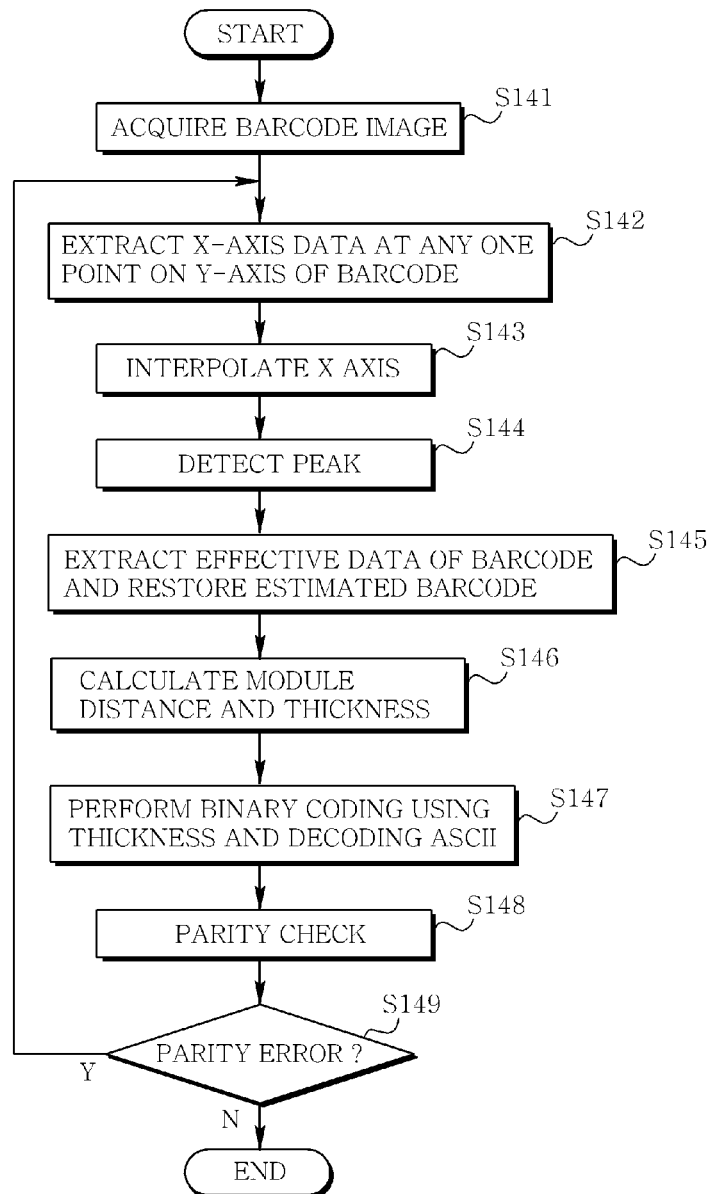 START
S141
ACQUIRE BARCODE IMAGE
S142
EXTRACT X-AXIS DATA AT ANY ONE
POINT ON Y-AXIS OF BARCODE
S143
INTERPOLATE X AXIS
S144
DETECT PEAK
S145
EXTRACT EFFECTIVE DATA OF BARCODE
AND RESTORE ESTIMATED BARCODE
S146
CALCULATE MODULE
DISTANCE AND THICKNESS
S147
PERFORM BINARY CODING USING
THICKNESS AND DECODING ASCII
S148
PARITY CHECK
S149
PARITY ERROR ?
Y
N
END